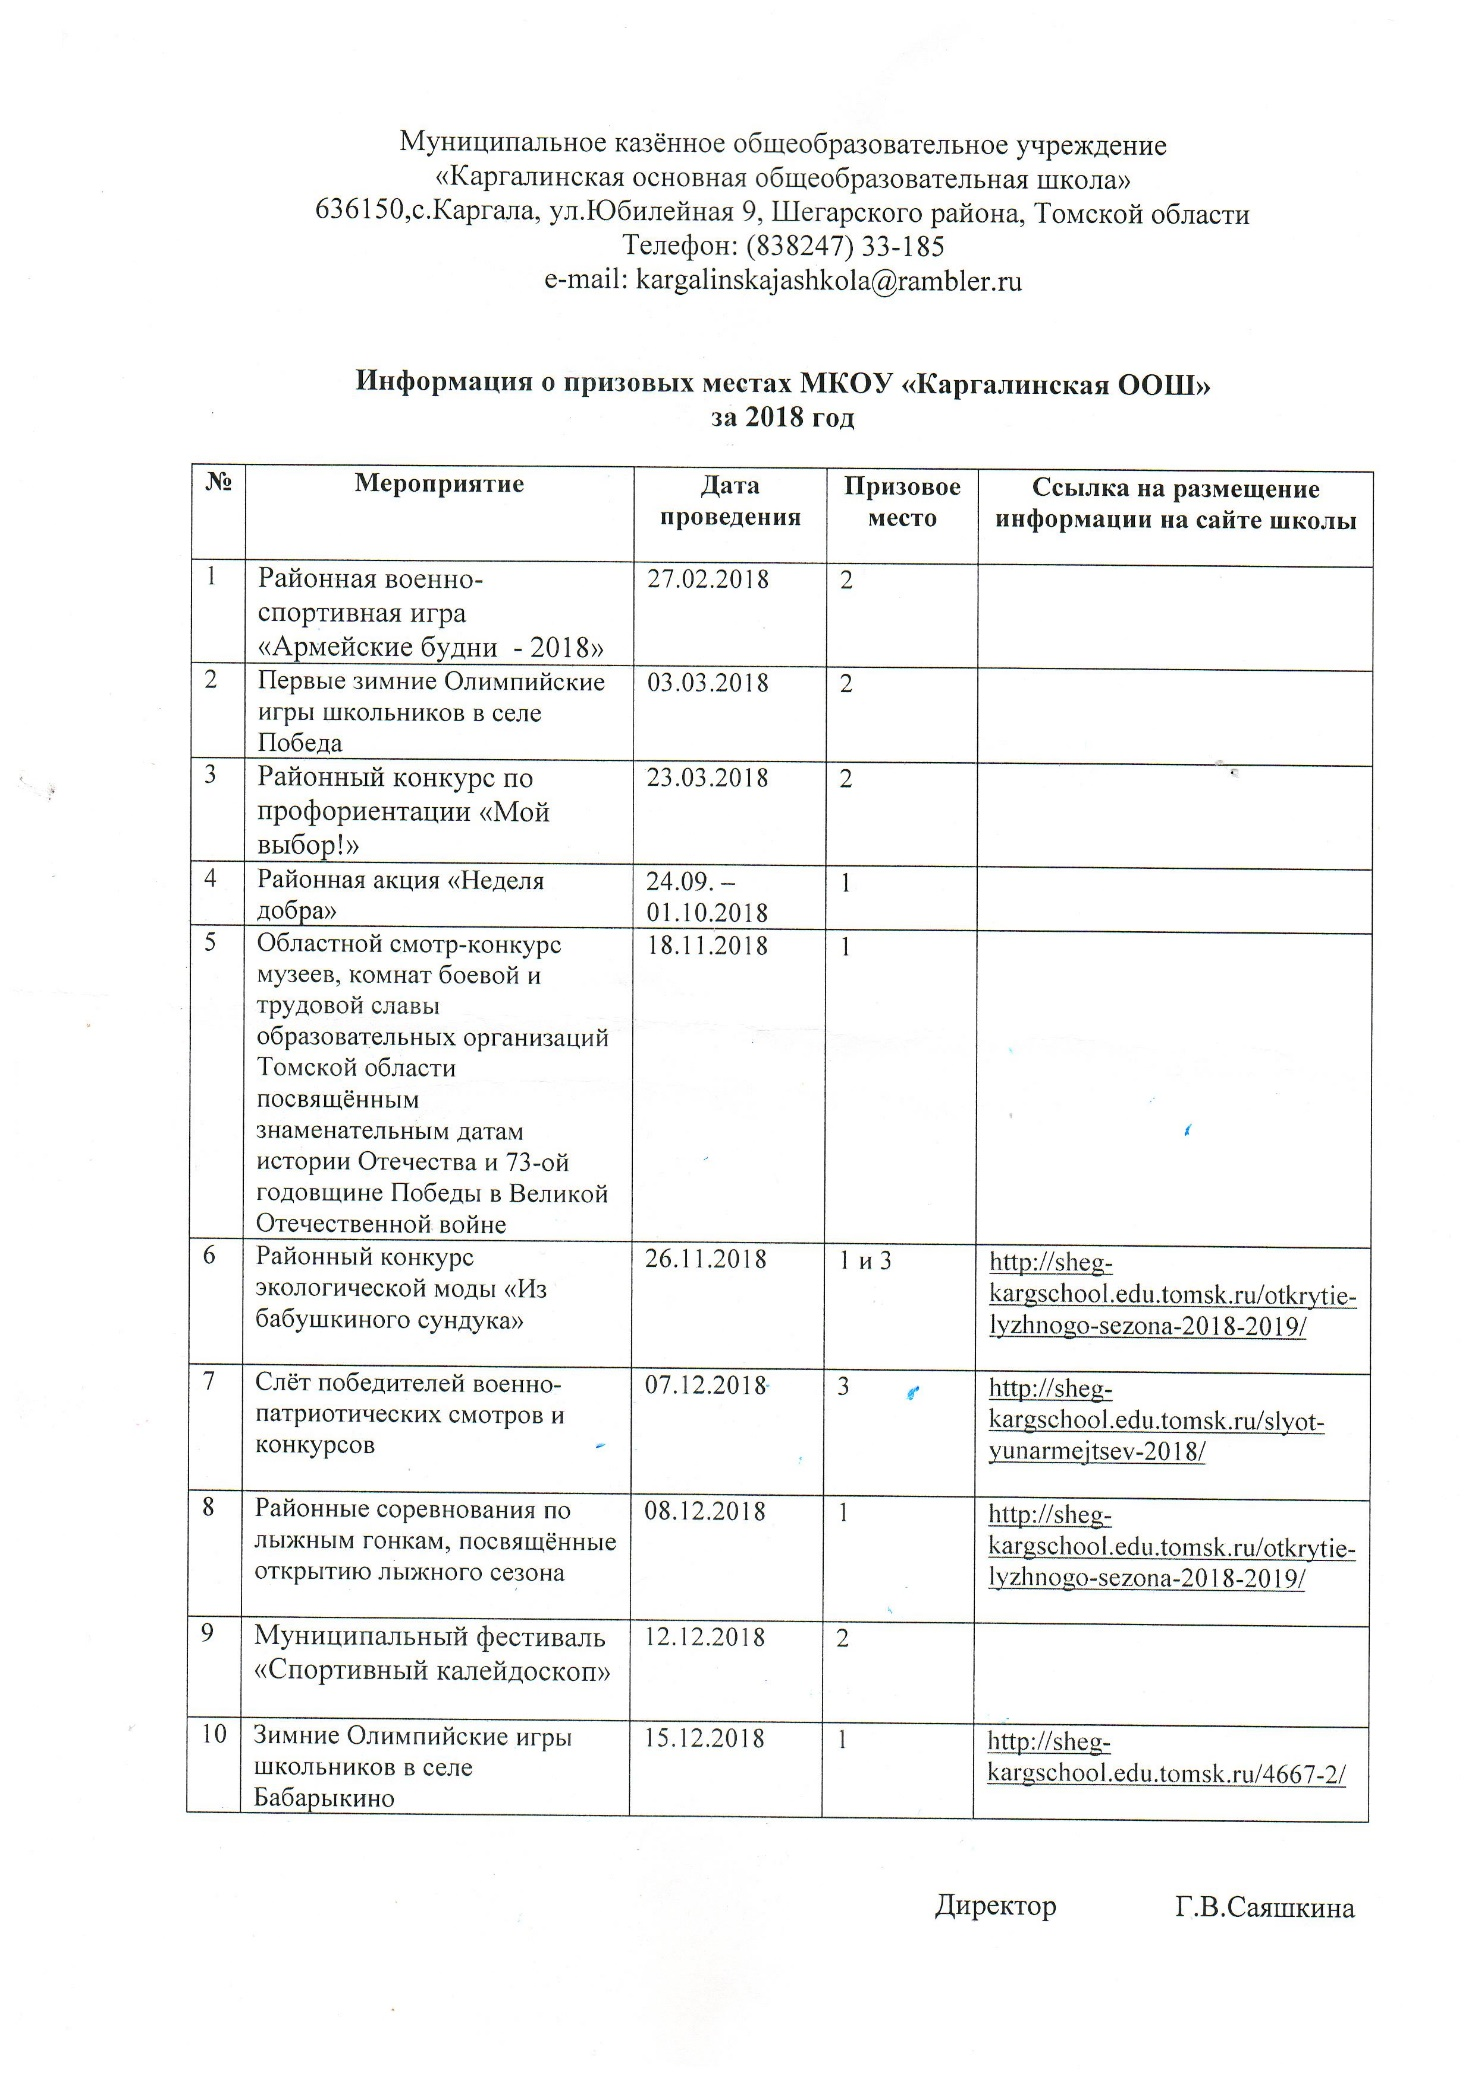 Муниципальное казённое общеобразовательное учреждение
«Каргалинская основная общеобразовательная школа»
636150,с.Каргала, ул.Юбилейная 9, Шегарского района, Томской области
Телефон: (838247) 33-185
e-mail: kargalinskajashkola@rambler.ru
Информация о призовых местах МКОУ «Каргалинская ООШ»
за 2018 год
№ Мероприятие Дата Призовое Ссылка на размещение
проведения место информации на сайте школы
1 Районная военно- 27.02.2018 2
спортивная игра
«Армейские будни - 2018»
2 Первые зимние Олимпийские 03.03.2018 2
игры школьников в селе
Победа
3 Районный конкурс по 23.03.2018 2
профориентации «Мой
выбор!»
4 Районная акция «Неделя 24.09. – 1
добра» 01.10.2018
5 Областной смотр-конкурс 18.11.2018 1
музеев, комнат боевой и
трудовой славы
образовательных организаций
Томской области
посвящённым
знаменательным датам
истории Отечества и 73-ой
годовщине Победы в Великой
Отечественной войне
6 Районный конкурс 26.11.2018 1 и 3 http://sheg-
экологической моды «Из kargschool.edu.tomsk.ru/otkrytie-
бабушкиного сундука» lyzhnogo-sezona-2018-2019/
7 Слёт победителей военно- 07.12.2018 3 http://sheg-
патриотических смотров и kargschool.edu.tomsk.ru/slyot-
конкурсов yunarmejtsev-2018/
8 Районные соревнования по 08.12.2018 1 http://sheg-
лыжным гонкам, посвящённые kargschool.edu.tomsk.ru/otkrytie-
открытию лыжного сезона lyzhnogo-sezona-2018-2019/
9 Муниципальный фестиваль 12.12.2018 2
«Спортивный калейдоскоп»
10 Зимние Олимпийские игры 15.12.2018 1 http://sheg-
школьников в селе kargschool.edu.tomsk.ru/4667-2/
Бабарыкино
Директор Г.В.Саяшкина